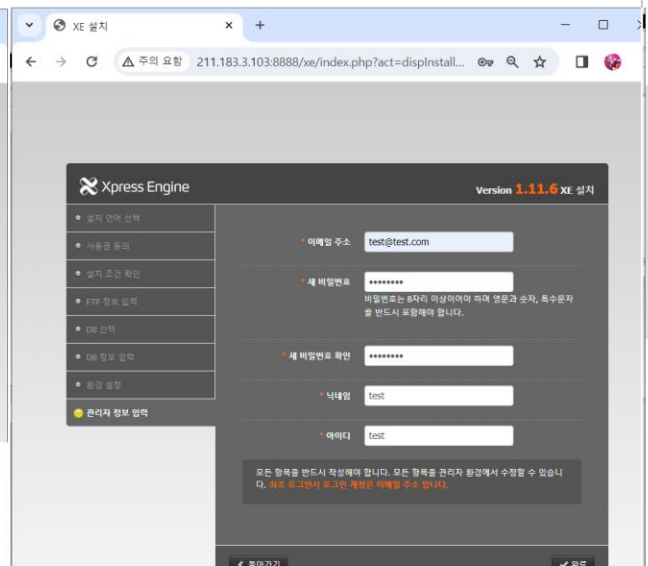 XE 설치
주의 요함 211.183.3.103:8888/xe/index.php?act=dispInstall...
Xpress Engine
Version 1.11.6 XE 설치
설치 언어 선택
사용권 동의
설치 조건 확인
FTP 정보 입력
DB 선택
DB 정보 입력
환경 설정
관리자 정보 입력
* 이메일 주소 test@test.com
* 새 비밀번호 ••••••••
비밀번호는 8자리 이상이어야 하며 영문과 숫자, 특수문자
를 반드시 포함해야 합니다.
* 새 비밀번호 확인 ••••••••
* 닉네임 test
* 아이디 test
모든 항목을 반드시 작성해야 합니다. 모든 항목을 관리자 환경에서 수정할 수 있습니
다. 최초 로그인시 로그인 계정은 이메일 주소 입니다.
돌아가기
완료